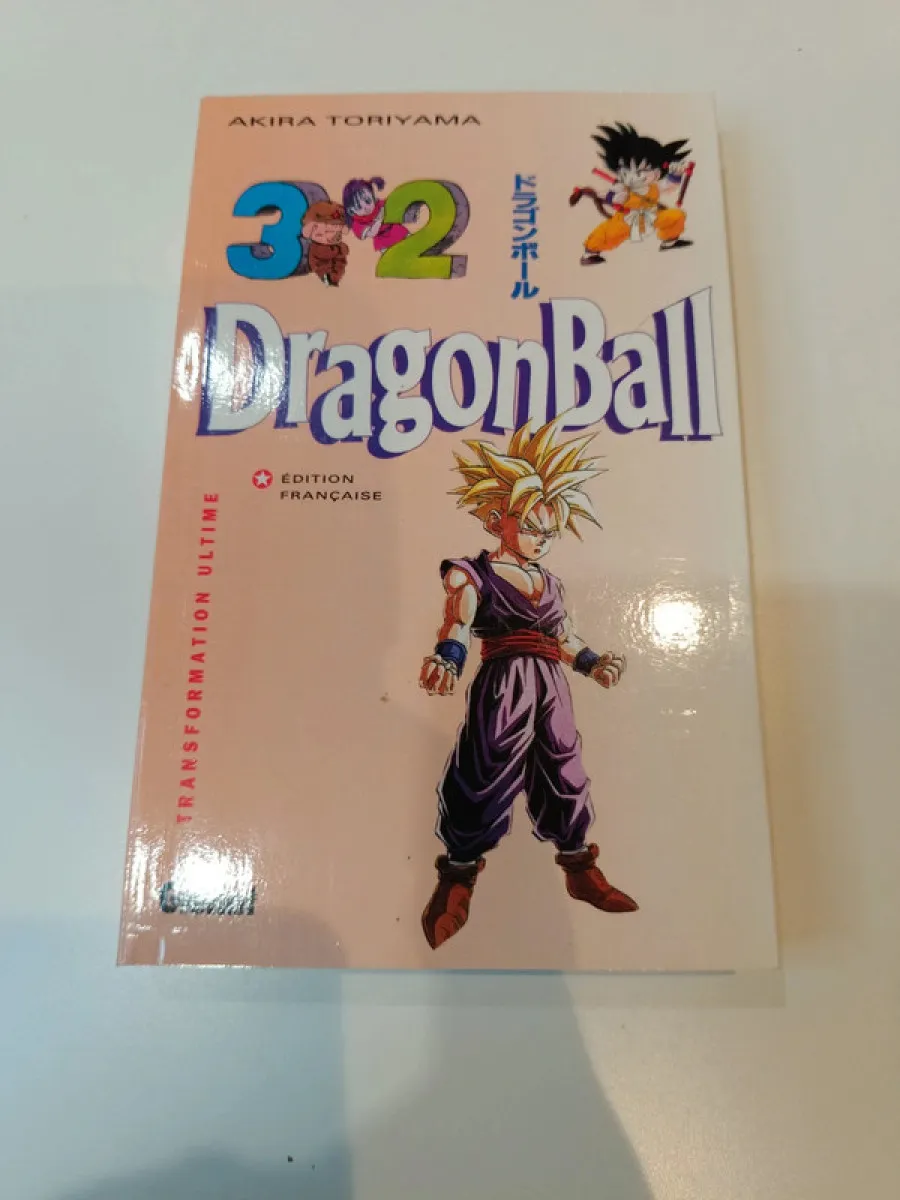 AKIRA TORIYAMA
32
ドラゴンボール
DragonBall
ÉDITION
FRANÇAISE
TRANSFORMATION ULTIME